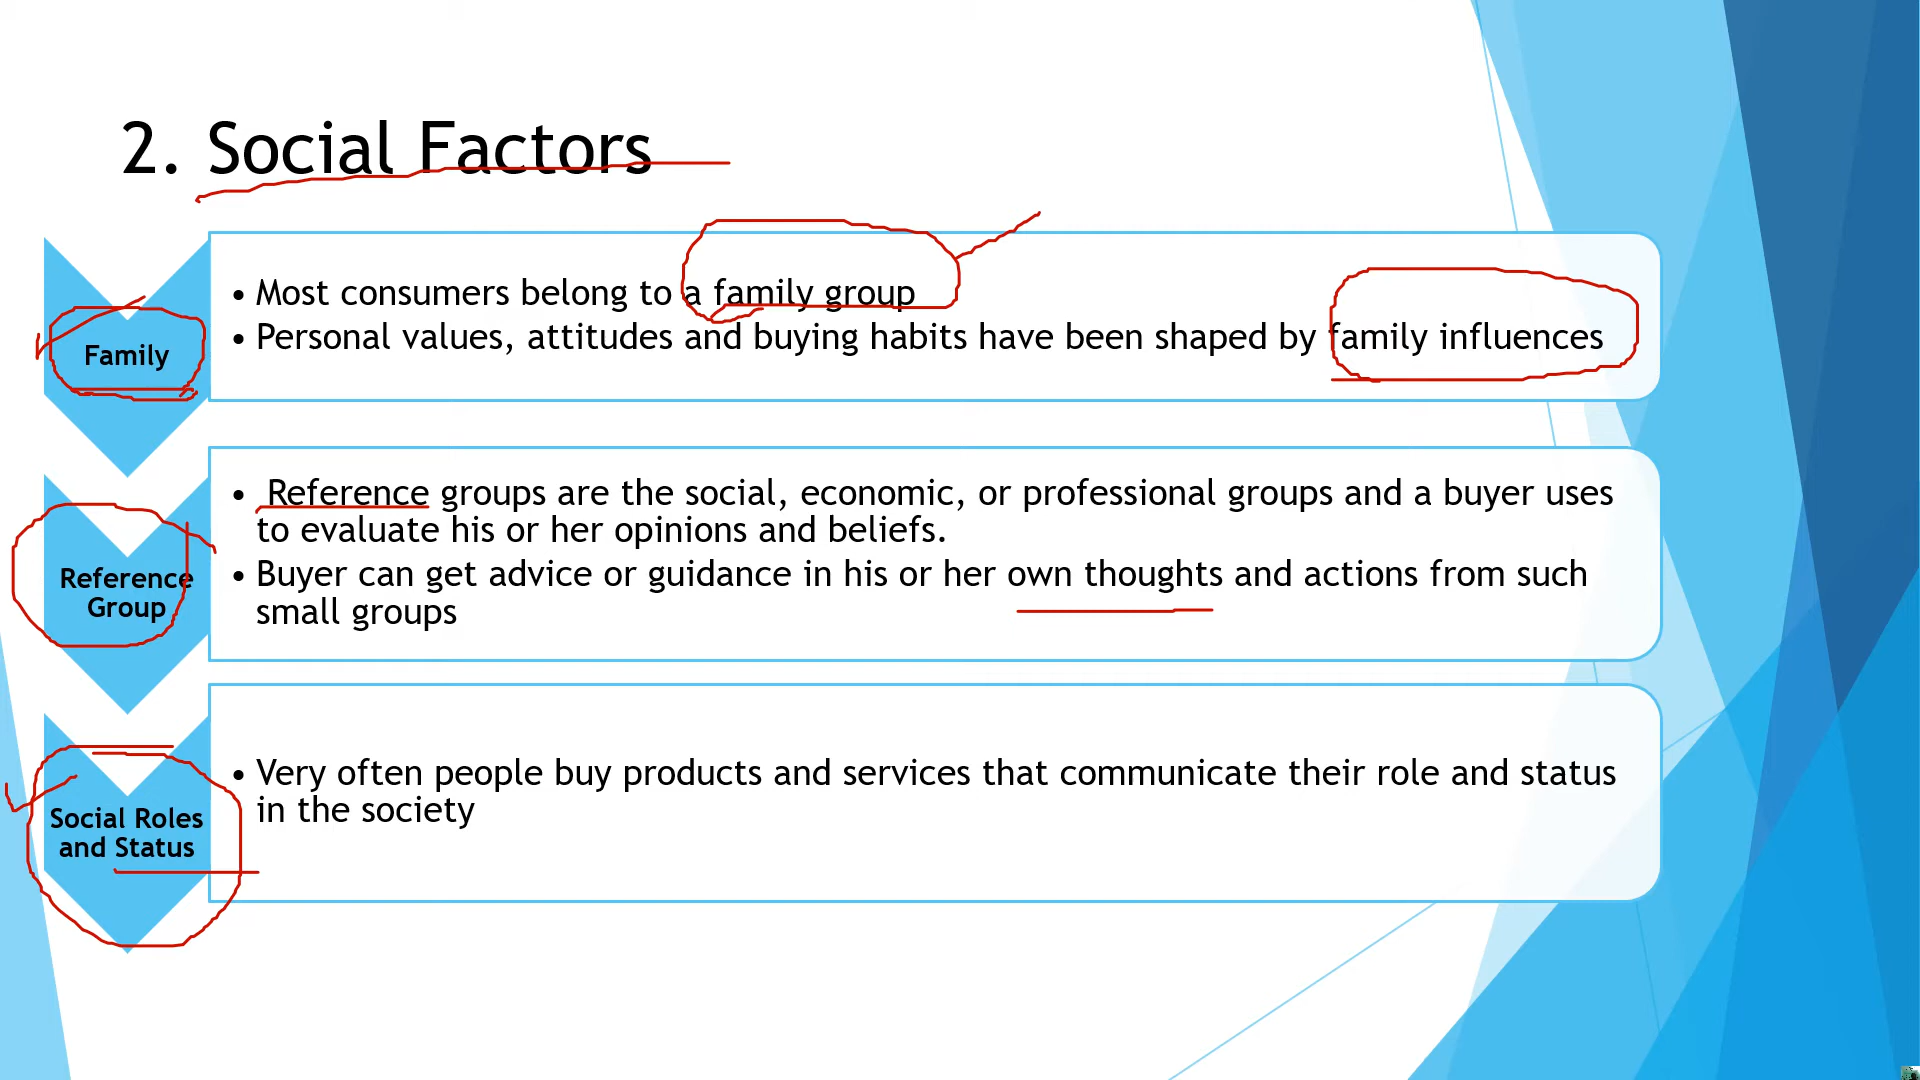 2. Social Factors
Family
• Most consumers belong to a family group
• Personal values, attitudes and buying habits have been shaped by family influences
Reference
Group
• Reference groups are the social, economic, or professional groups and a buyer uses
to evaluate his or her opinions and beliefs.
• Buyer can get advice or guidance in his or her own thoughts and actions from such
small groups
Social Roles
and Status
• Very often people buy products and services that communicate their role and status
in the society